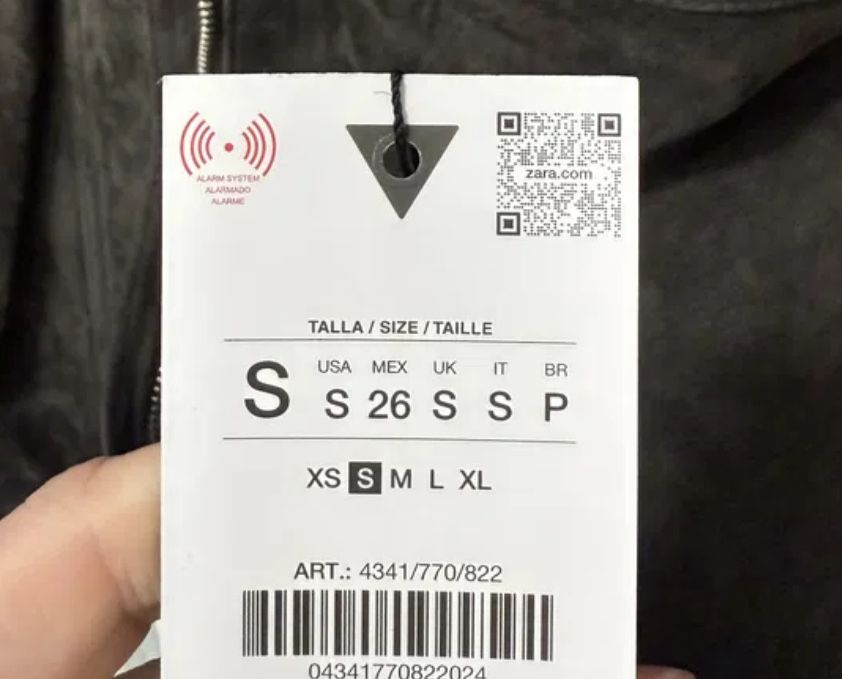 ALARM SYSTEM
ALARMADO
ALARME
zara.com
TALLA / SIZE / TAILLE
USA MEX UK IT BR
S S 26 S S P
XS S M L XL
ART.: 4341/770/822
04341770822024